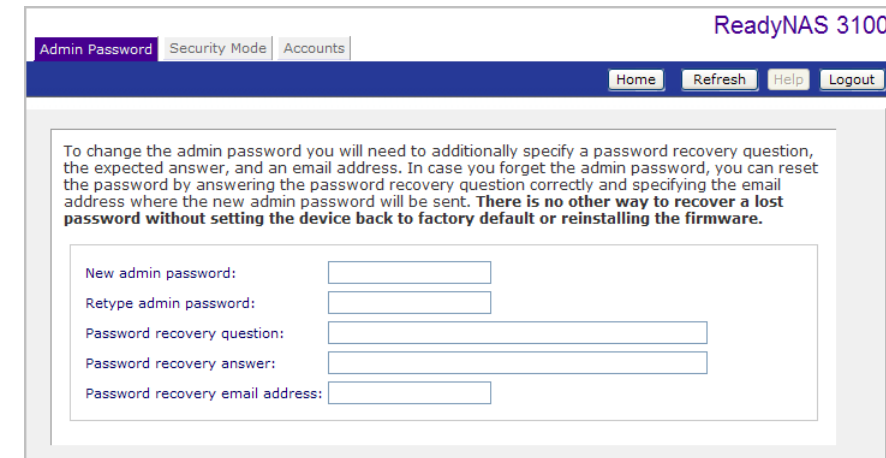 ReadyNAS 3100
Admin Password Security Mode Accounts
Home Refresh Help Logout
To change the admin password you will need to additionally specify a password recovery question,
the expected answer, and an email address. In case you forget the admin password, you can reset
the password by answering the password recovery question correctly and specifying the email
address where the new admin password will be sent. There is no other way to recover a lost
password without setting the device back to factory default or reinstalling the firmware.
New admin password:
Retype admin password:
Password recovery question:
Password recovery answer:
Password recovery email address: